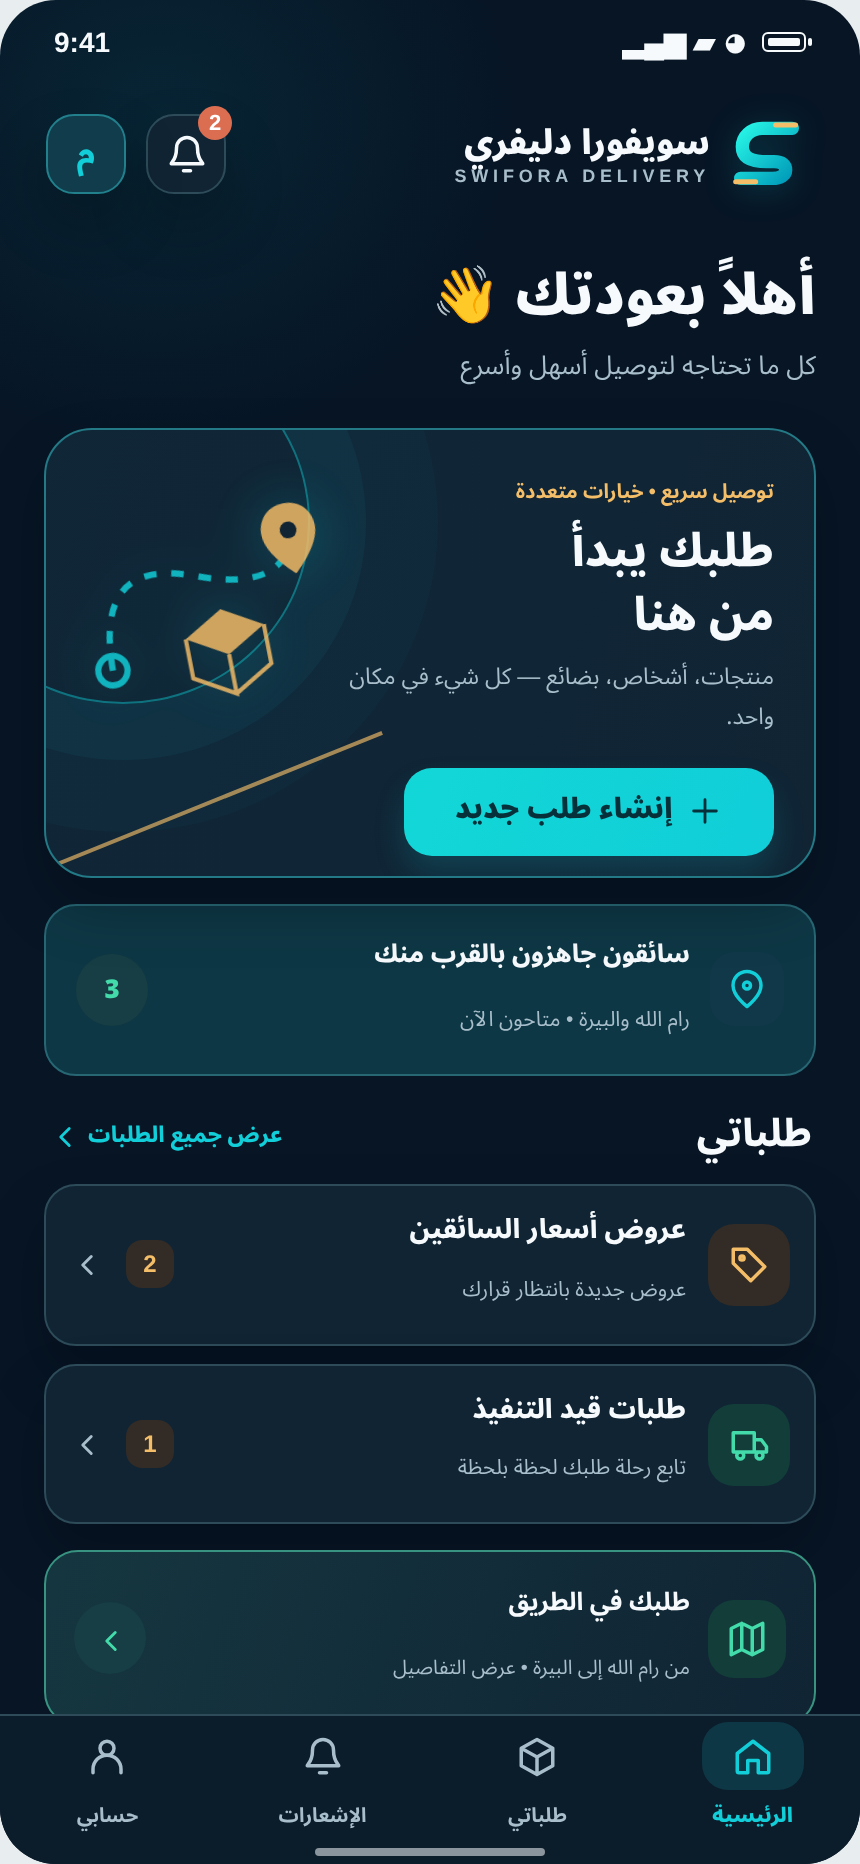 9:41
سويفورا دليفري
SWIFORA DELIVERY
2
م
أهلاً بعودتك 👋
كل ما تحتاجه لتوصيل أسهل وأسرع
توصيل سريع • خيارات متعددة
طلبك يبدأ
من هنا
منتجات، أشخاص، بضائع — كل شيء في مكان
واحد.
إنشاء طلب جديد
سائقون جاهزون بالقرب منك
رام الله والبيرة • متاحون الآن
3
طلباتي
عرض جميع الطلبات
عروض أسعار السائقين
عروض جديدة بانتظار قرارك
2
طلبات قيد التنفيذ
تابع رحلة طلبك لحظة بلحظة
1
طلبك في الطريق
من رام الله إلى البيرة • عرض التفاصيل
الرئيسية
طلباتي
الإشعارات
حسابي